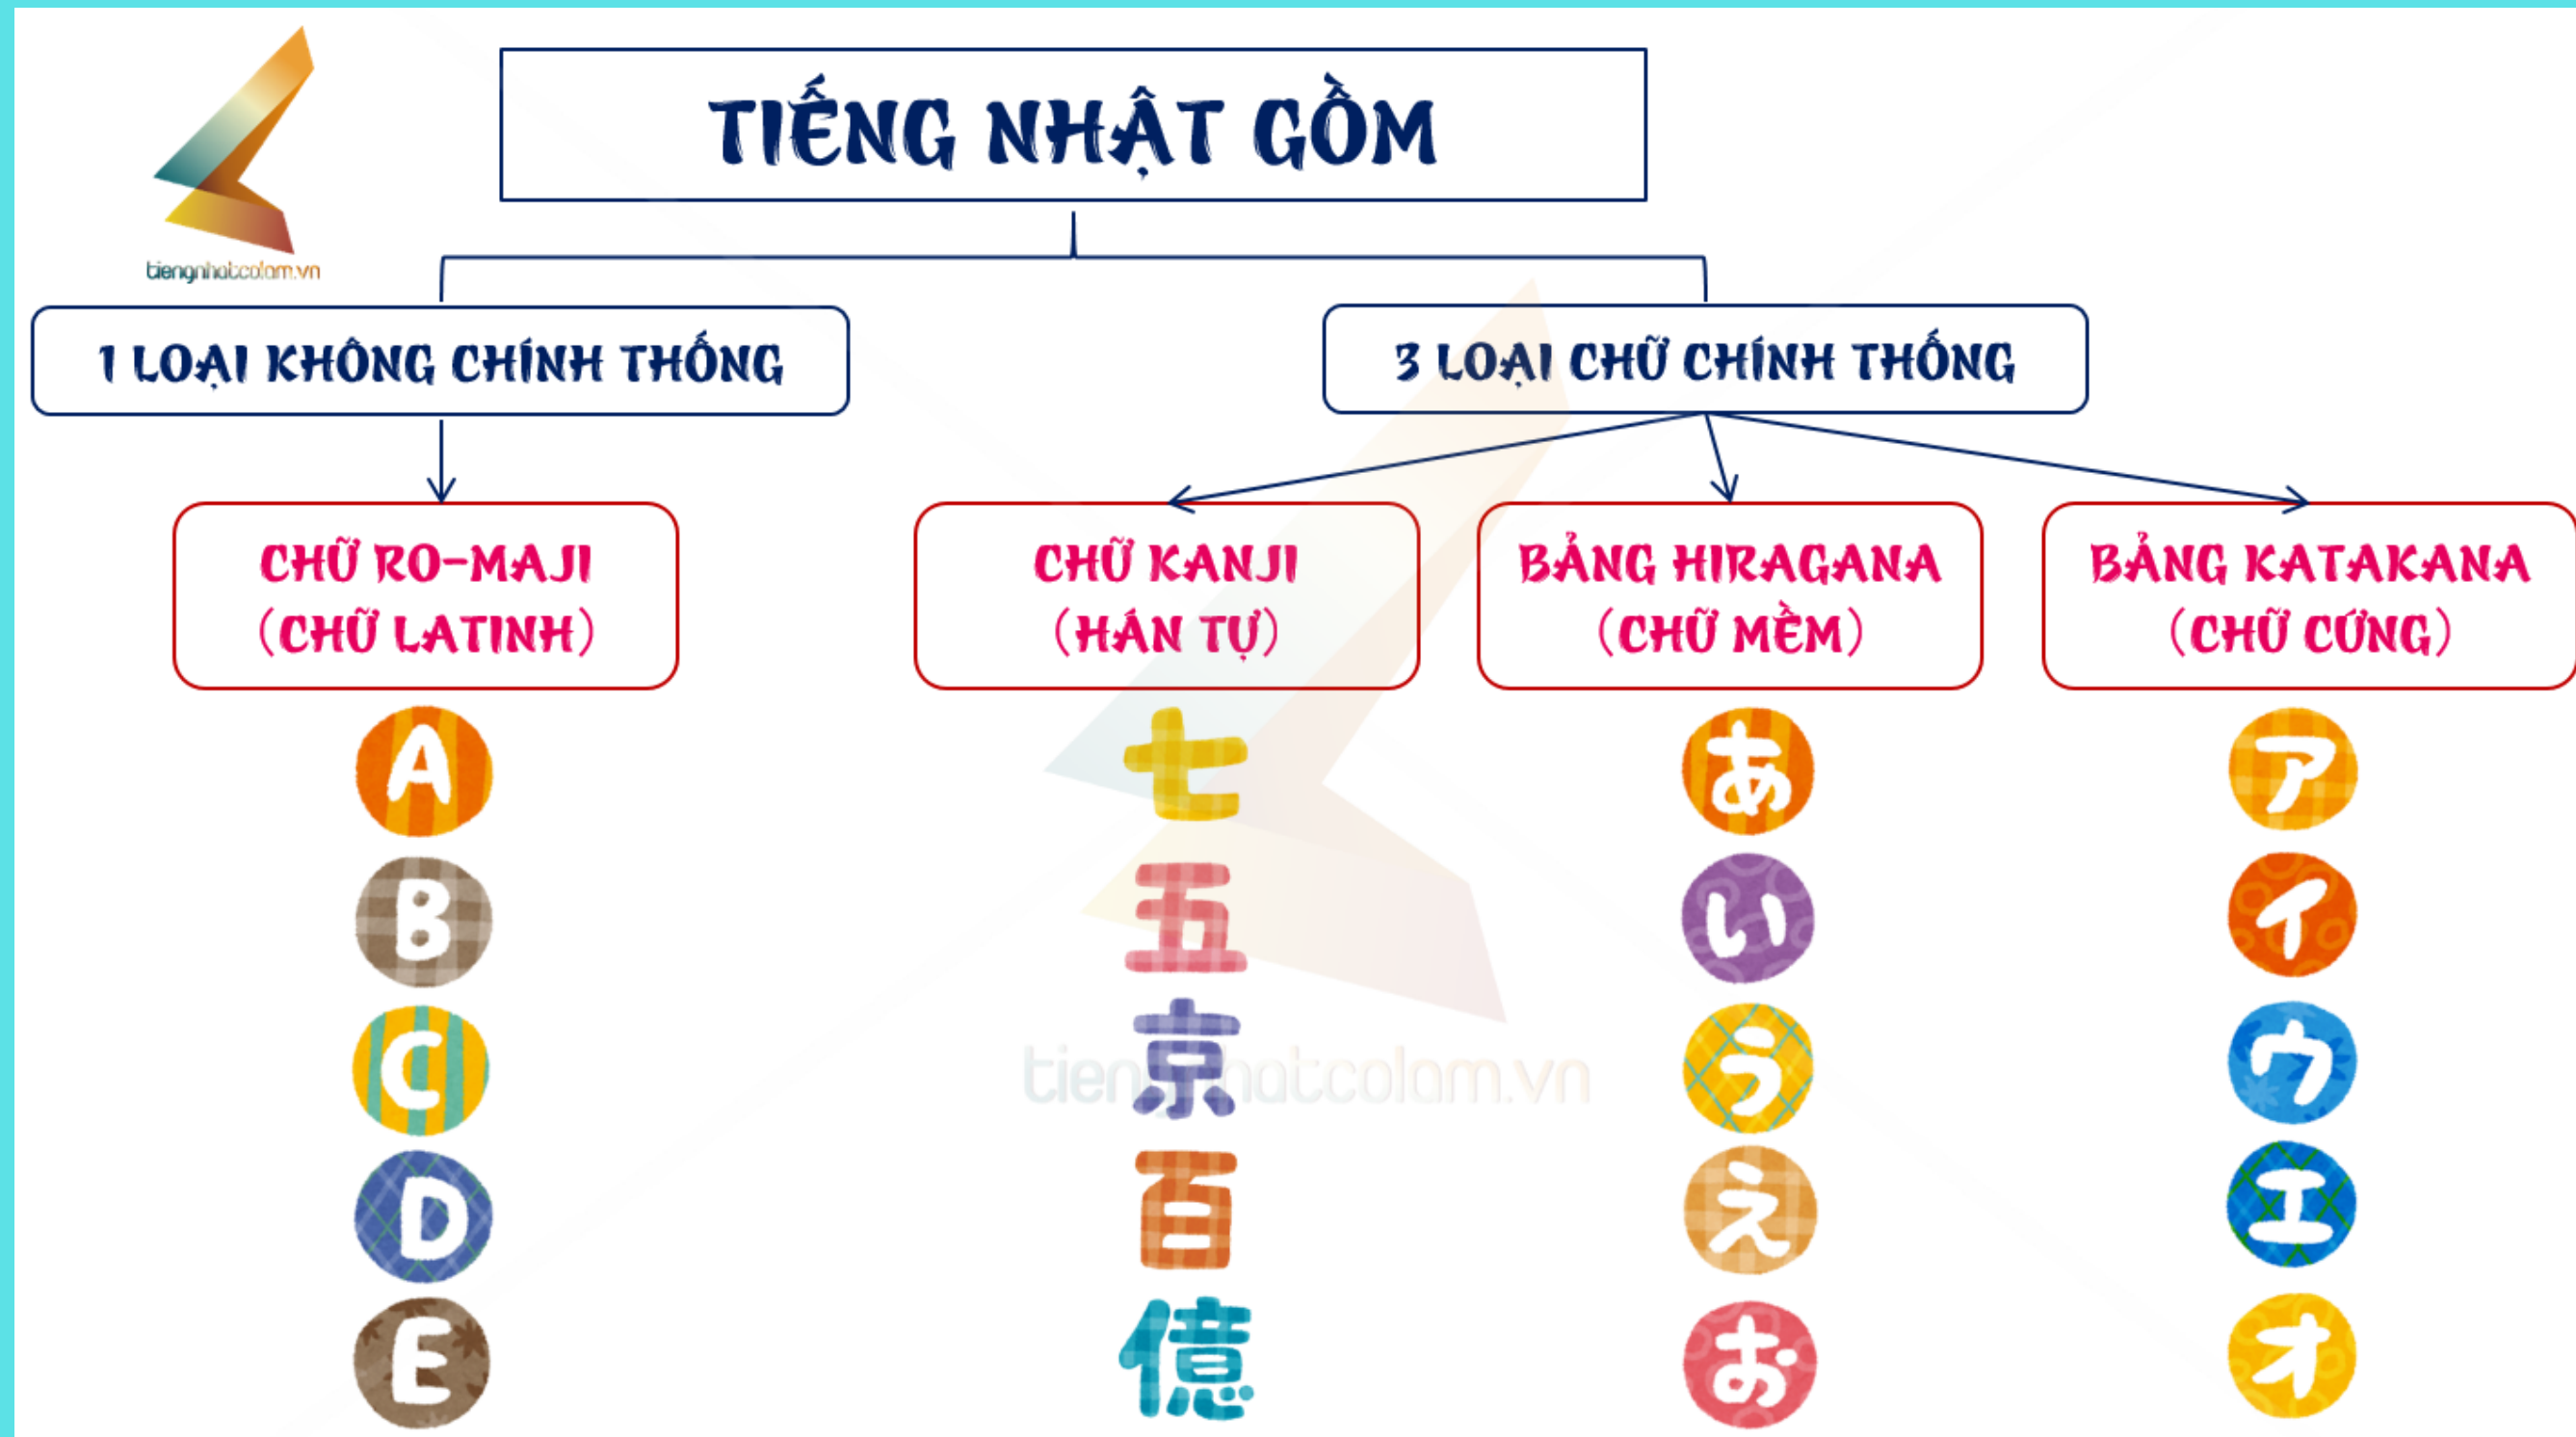 tiengnhatcolam.vn
TIẾNG NHẬT GỒM
1 LOẠI KHÔNG CHÍNH THỐNG
3 LOẠI CHỮ CHÍNH THỐNG
CHỮ RO-MAJI
(CHỮ LATINH)
CHỮ KANJI
(HÁN TỰ)
BẢNG HIRAGANA
(CHỮ MỀM)
BẢNG KATAKANA
(CHỮ CỨNG)
A 七 あ ア
B 五 い イ
C 京 う ウ
tiengnhatcolam.vn
D 百 え エ
E 億 お オ